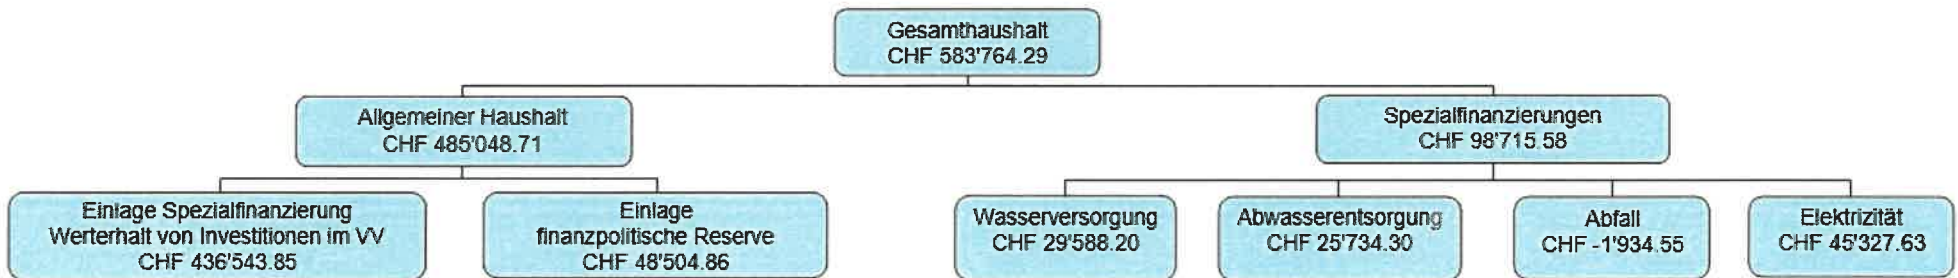 Gesamthaushalt
CHF 583'764.29
Allgemeiner Haushalt
CHF 485'048.71
Spezialfinanzierungen
CHF 98'715.58
Einlage Spezialfinanzierung
Werterhalt von Investitionen im VV
CHF 436'543.85
Einlage
finanzpolitische Reserve
CHF 48'504.86
Wasserversorgung
CHF 29'588.20
Abwasserentsorgung
CHF 25'734.30
Abfall
CHF -1'934.55
Elektrizität
CHF 45'327.63